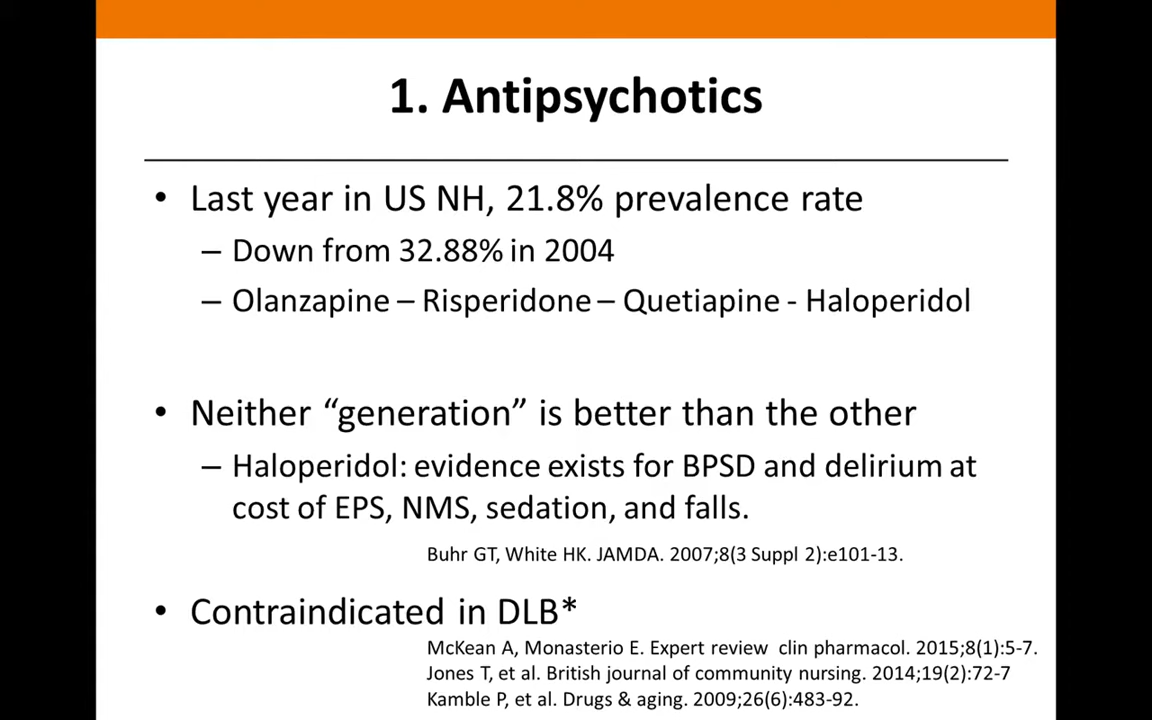 1. Antipsychotics
• Last year in US NH, 21.8% prevalence rate
– Down from 32.88% in 2004
– Olanzapine – Risperidone – Quetiapine - Haloperidol
• Neither “generation” is better than the other
– Haloperidol: evidence exists for BPSD and delirium at
cost of EPS, NMS, sedation, and falls.
Buhr GT, White HK. JAMDA. 2007;8(3 Suppl 2):e101-13.
• Contraindicated in DLB*
McKean A, Monasterio E. Expert review  clin pharmacol. 2015;8(1):5-7.
Jones T, et al. British journal of community nursing. 2014;19(2):72-7
Kamble P, et al. Drugs & aging. 2009;26(6):483-92.